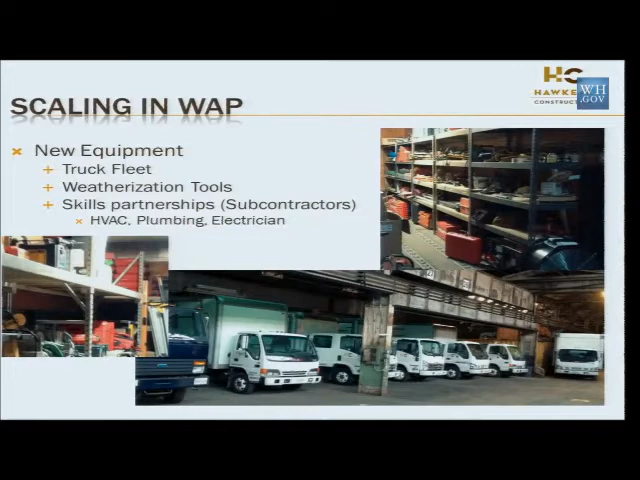 SCALING IN WAP
HC
CONSTRUCT
WH
.GOV
New Equipment
Truck Fleet
Weatherization Tools
Skills partnerships (Subcontractors)
HVAC, Plumbing, Electrician